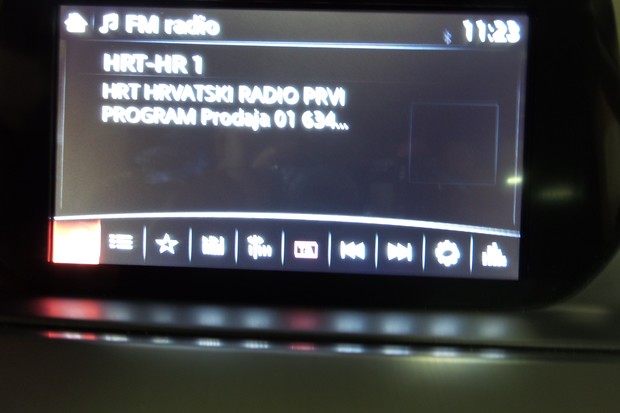 FM radio
11:23
HRT-HR 1
HRT HRVATSKI RADIO PRVI
PROGRAM Prodaja 01 634...